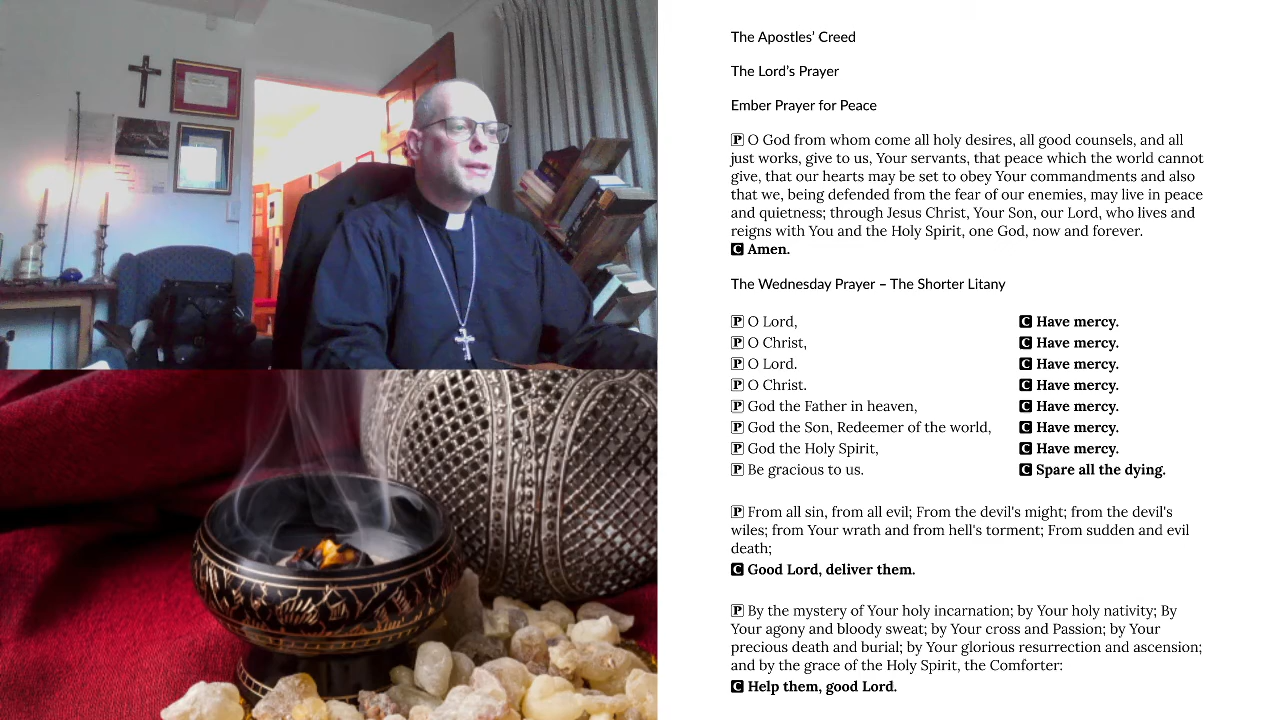 The Apostles’ Creed
The Lord’s Prayer
Ember Prayer for Peace
P O God from whom come all holy desires, all good counsels, and all
just works, give to us, Your servants, that peace which the world cannot
give, that our hearts may be set to obey Your commandments and also
that we, being defended from the fear of our enemies, may live in peace
and quietness; through Jesus Christ, Your Son, our Lord, who lives and
reigns with You and the Holy Spirit, one God, now and forever.
C Amen.
The Wednesday Prayer – The Shorter Litany
P O Lord, C Have mercy.
P O Christ, C Have mercy.
P O Lord. C Have mercy.
P O Christ. C Have mercy.
P God the Father in heaven, C Have mercy.
P God the Son, Redeemer of the world, C Have mercy.
P God the Holy Spirit, C Have mercy.
P Be gracious to us. C Spare all the dying.
P From all sin, from all evil; From the devil's might; from the devil's
wiles; from Your wrath and from hell's torment; From sudden and evil
death;
C Good Lord, deliver them.
P By the mystery of Your holy incarnation; by Your holy nativity; By
Your agony and bloody sweat; by Your cross and Passion; by Your
precious death and burial; by Your glorious resurrection and ascension;
and by the grace of the Holy Spirit, the Comforter:
C Help them, good Lord.